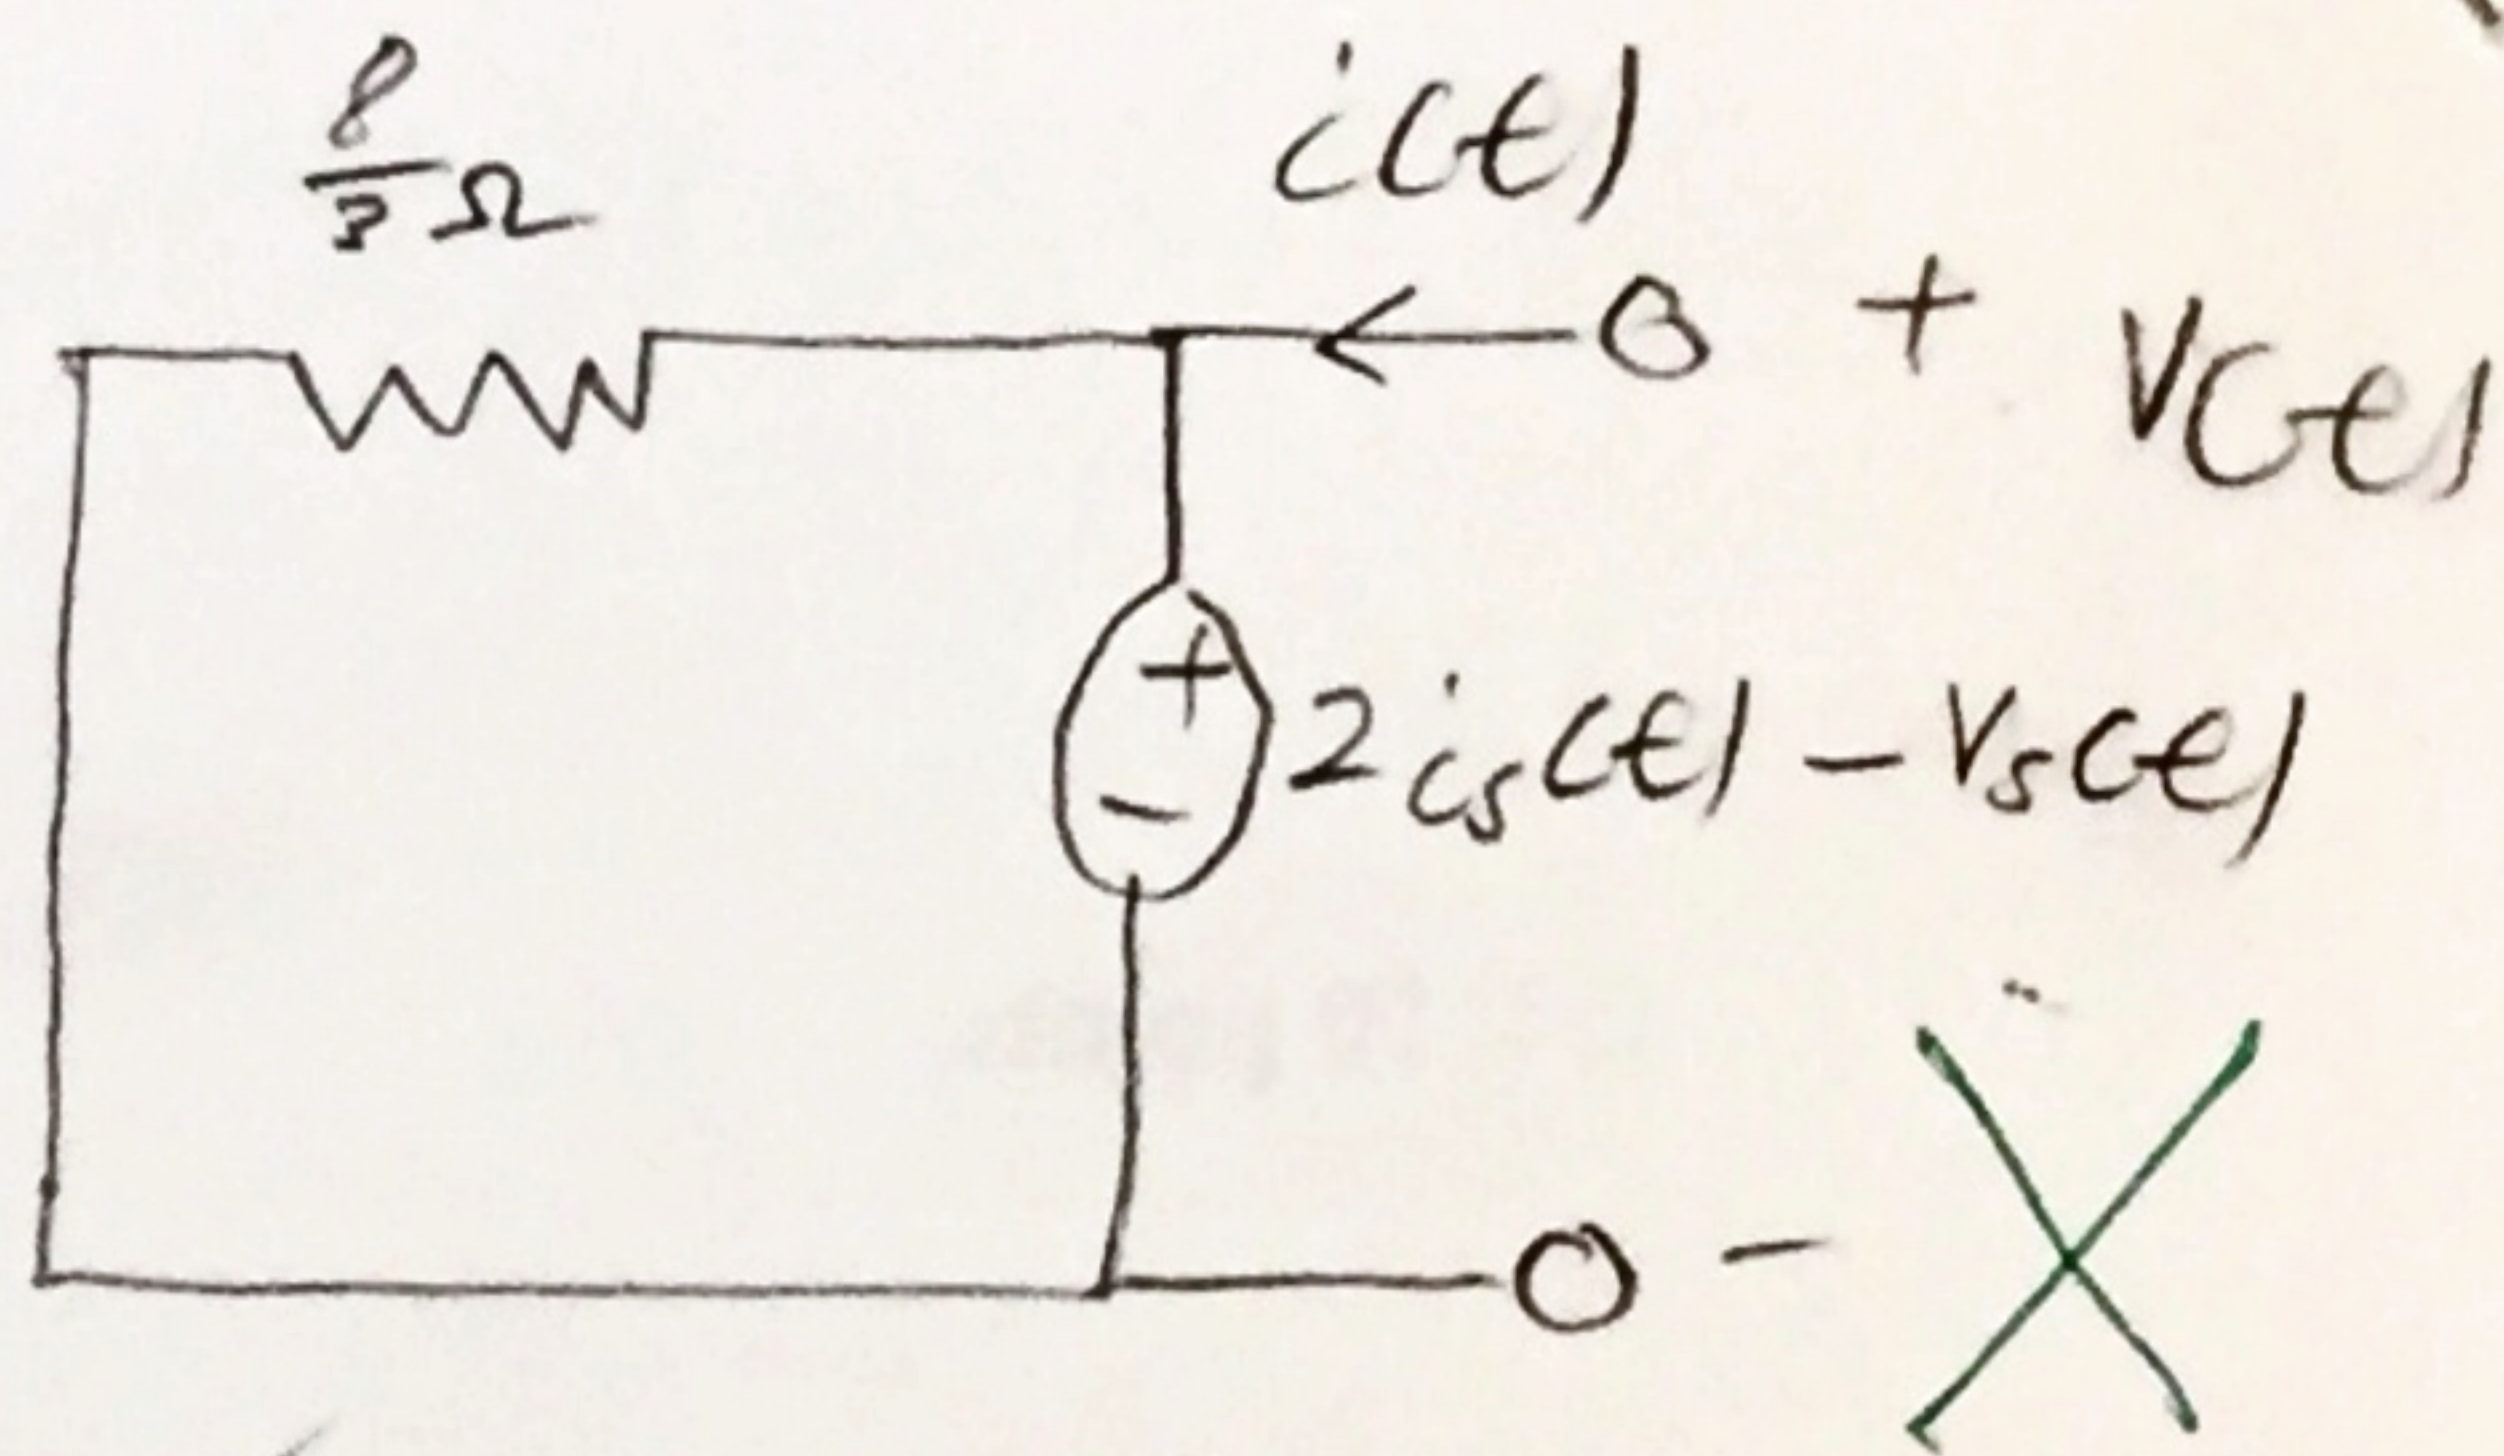 8/3 Ω
i(t)
+
v(t)
+
-
2is(t) - vs(t)
-